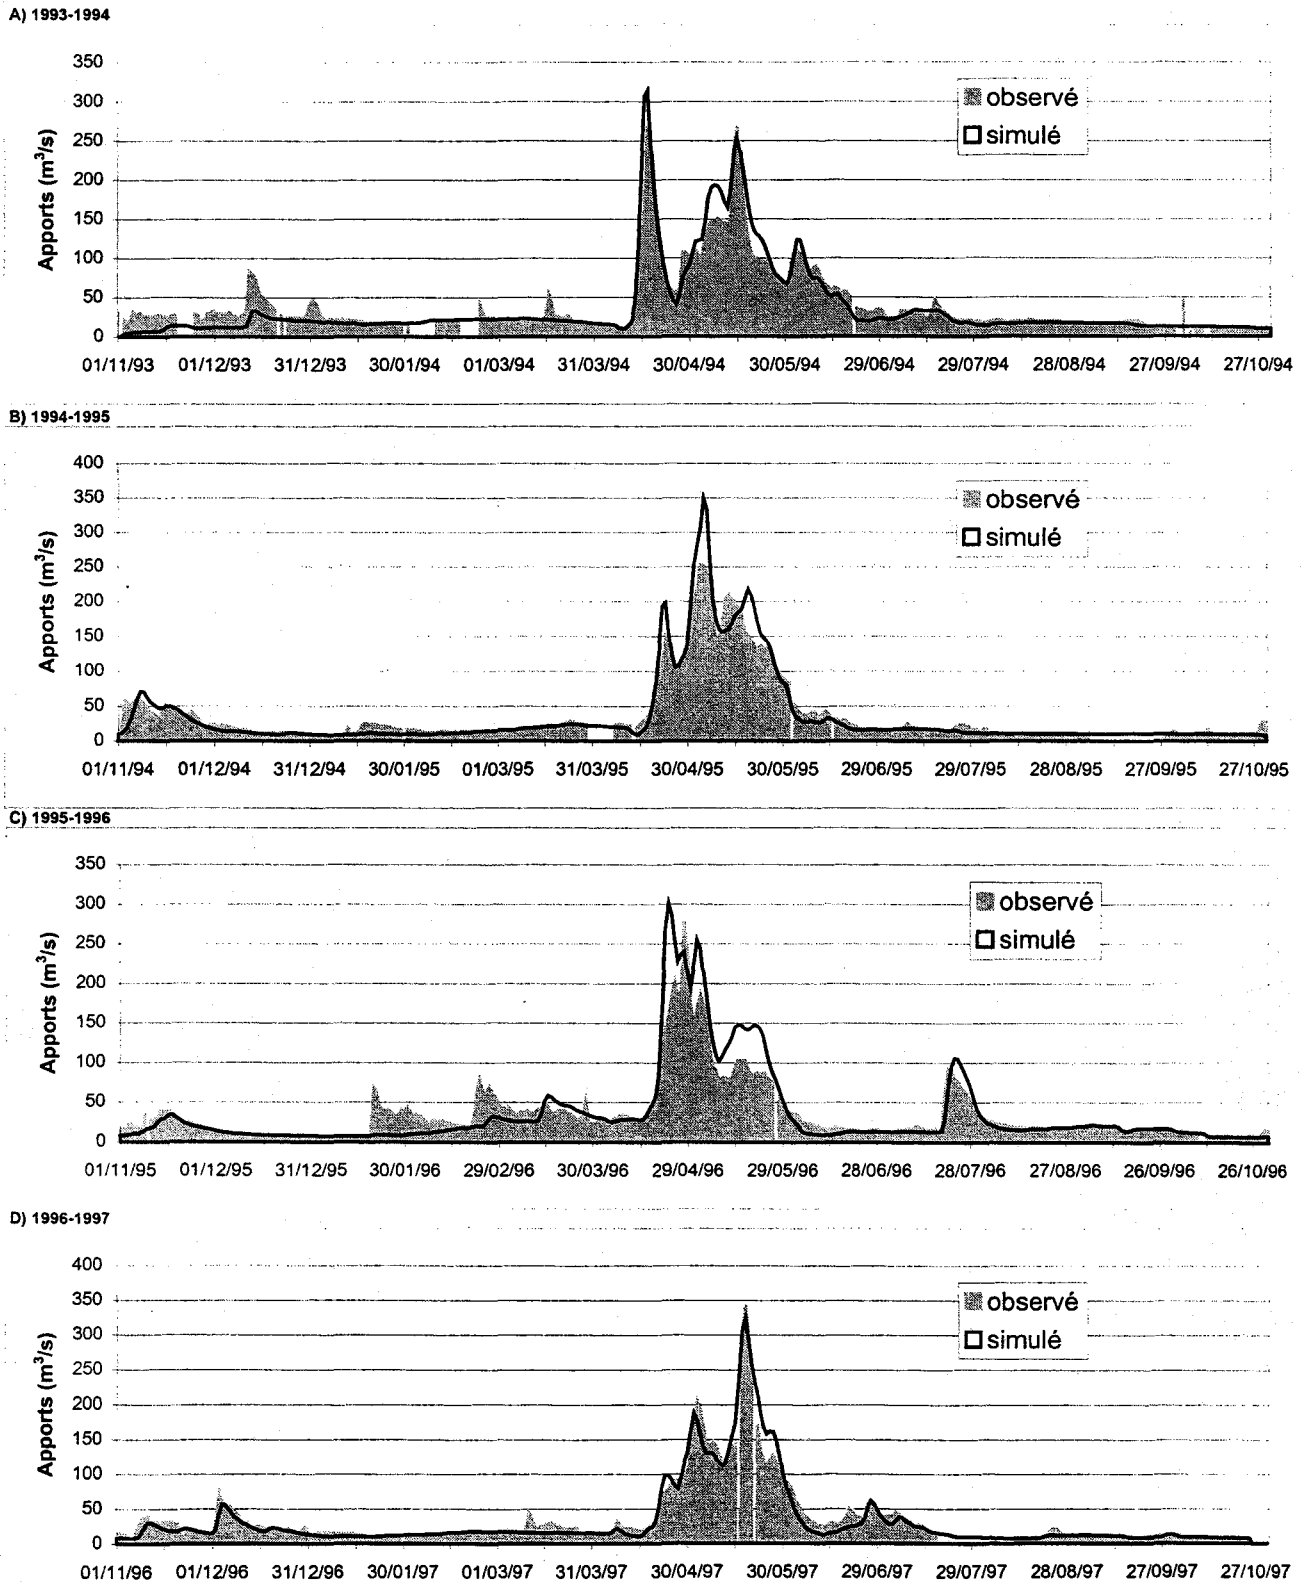 A) 1993-1994
350
300
250
200
150
100
50
0
Apports (m³/s)
observé
simulé
01/11/93 01/12/93 31/12/93 30/01/94 01/03/94 31/03/94 30/04/94 30/05/94 29/06/94 29/07/94 28/08/94 27/09/94 27/10/94
B) 1994-1995
400
350
300
250
200
150
100
50
0
Apports (m³/s)
observé
simulé
01/11/94 01/12/94 31/12/94 30/01/95 01/03/95 31/03/95 30/04/95 30/05/95 29/06/95 29/07/95 28/08/95 27/09/95 27/10/95
C) 1995-1996
350
300
250
200
150
100
50
0
Apports (m³/s)
observé
simulé
01/11/95 01/12/95 31/12/95 30/01/96 29/02/96 30/03/96 29/04/96 29/05/96 28/06/96 28/07/96 27/08/96 26/09/96 26/10/96
D) 1996-1997
400
350
300
250
200
150
100
50
0
Apports (m³/s)
observé
simulé
01/11/96 01/12/96 31/12/96 30/01/97 01/03/97 31/03/97 30/04/97 30/05/97 29/06/97 29/07/97 28/08/97 27/09/97 27/10/97